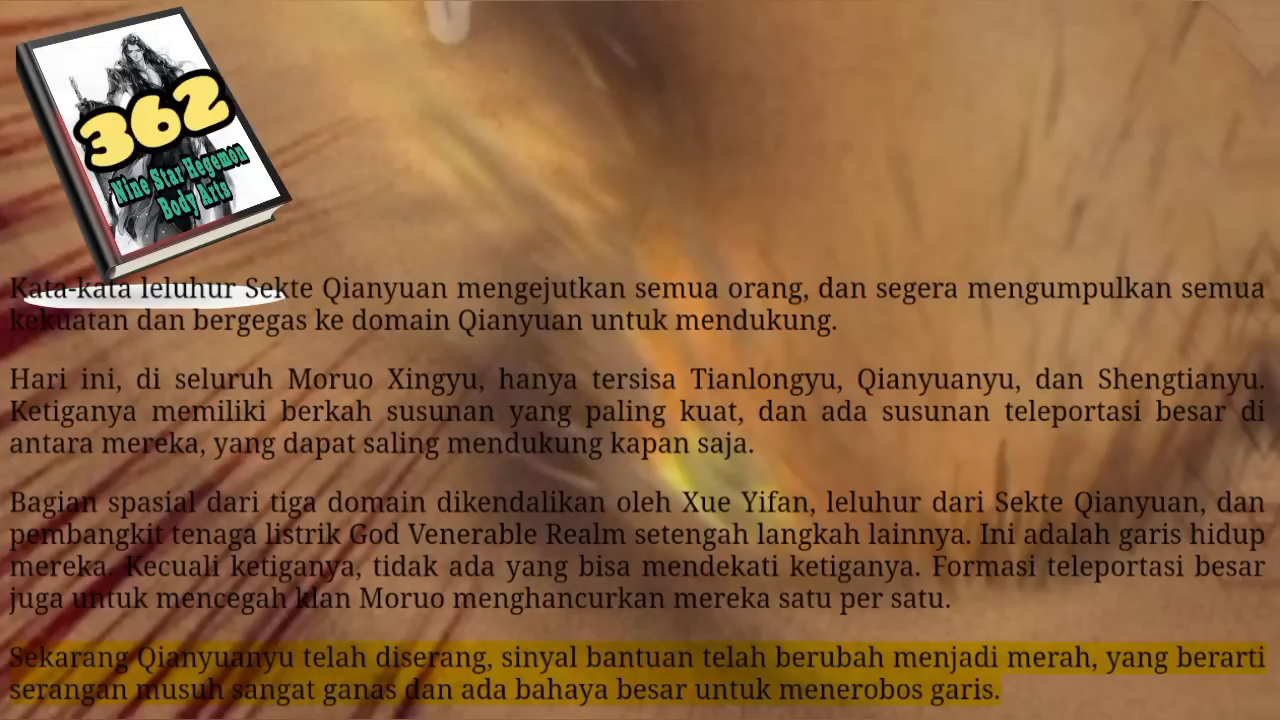 362
Nine Star Hegemon
Body Arts
Kata-kata leluhur Sekte Qianyuan mengejutkan semua orang, dan segera mengumpulkan semua
kekuatan dan bergegas ke domain Qianyuan untuk mendukung.
Hari ini, di seluruh Moruo Xingyu, hanya tersisa Tianlongyu, Qianyuanyu, dan Shengtianyu.
Ketiganya memiliki berkah susunan yang paling kuat, dan ada susunan teleportasi besar di
antara mereka, yang dapat saling mendukung kapan saja.
Bagian spasial dari tiga domain dikendalikan oleh Xue Yifan, leluhur dari Sekte Qianyuan, dan
pembangkit tenaga listrik God Venerable Realm setengah langkah lainnya. Ini adalah garis hidup
mereka. Kecuali ketiganya, tidak ada yang bisa mendekati ketiganya. Formasi teleportasi besar
juga untuk mencegah klan Moruo menghancurkan mereka satu per satu.
Sekarang Qianyuanyu telah diserang, sinyal bantuan telah berubah menjadi merah, yang berarti
serangan musuh sangat ganas dan ada bahaya besar untuk menerobos garis.